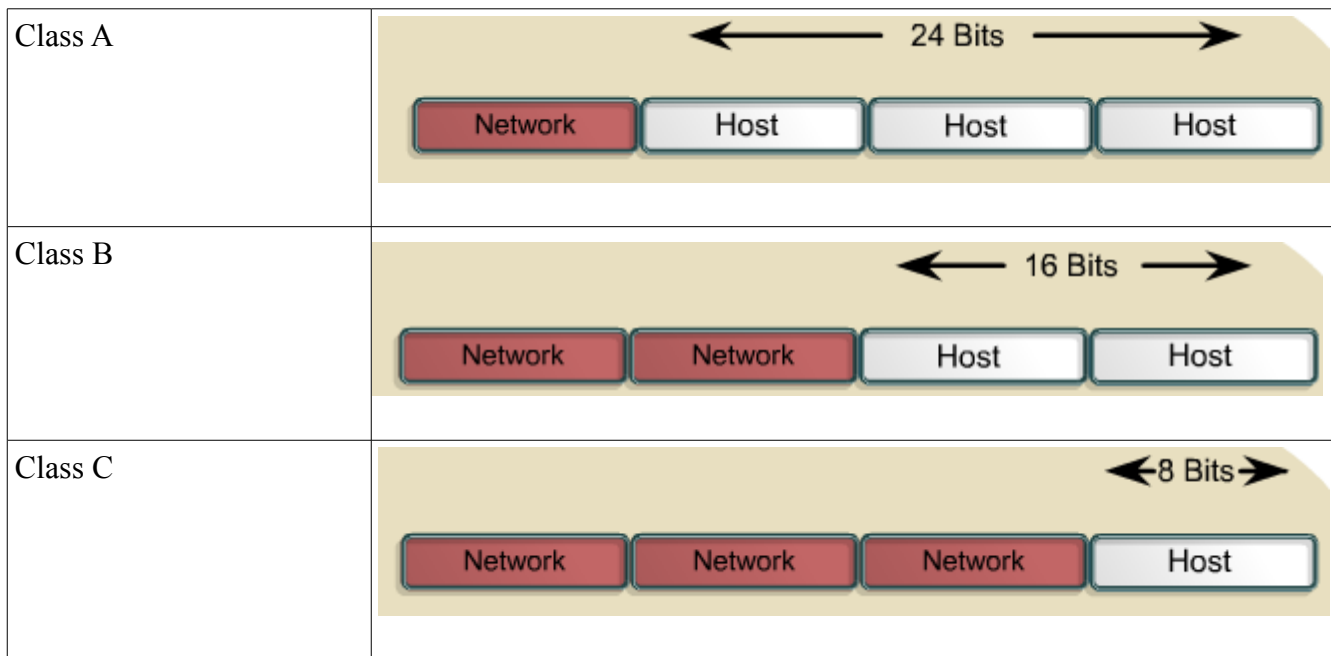 Class A
24 Bits
Network Host Host Host
Class B
16 Bits
Network Network Host Host
Class C
8 Bits
Network Network Network Host